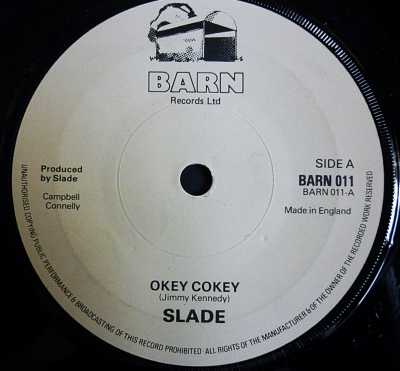 BARN
Records Ltd
Produced
by Slade
Campbell
Connelly
SIDE A
BARN 011
BARN 011-A
Made in England
OKEY COKEY
(Jimmy Kennedy)
SLADE
UNAUTHORISED COPYING PUBLIC PERFORMANCE & BROADCASTING OF THIS RECORD PROHIBITED · ALL RIGHTS OF THE MANUFACTURER & OF THE OWNER OF THE RECORDED WORK RESERVED